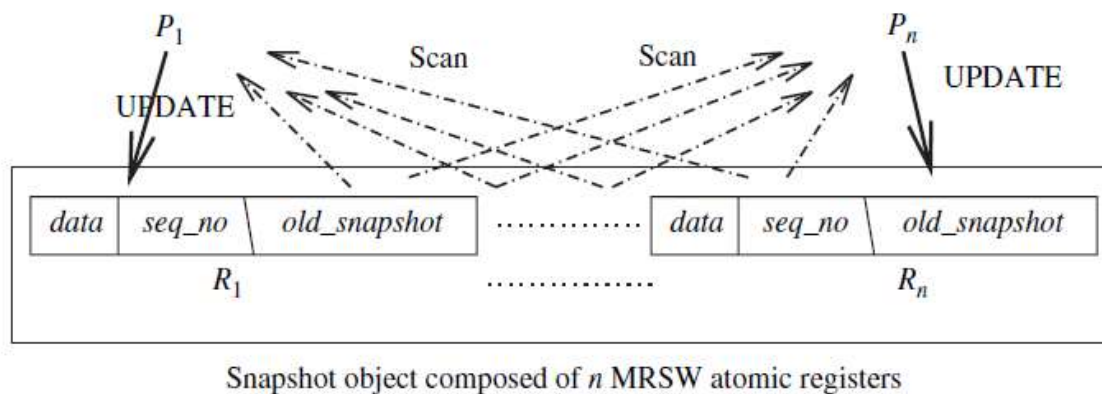 P1 Pn
Scan Scan
UPDATE UPDATE
data seq_no old_snapshot data seq_no old_snapshot
R1 Rn
Snapshot object composed of n MRSW atomic registers